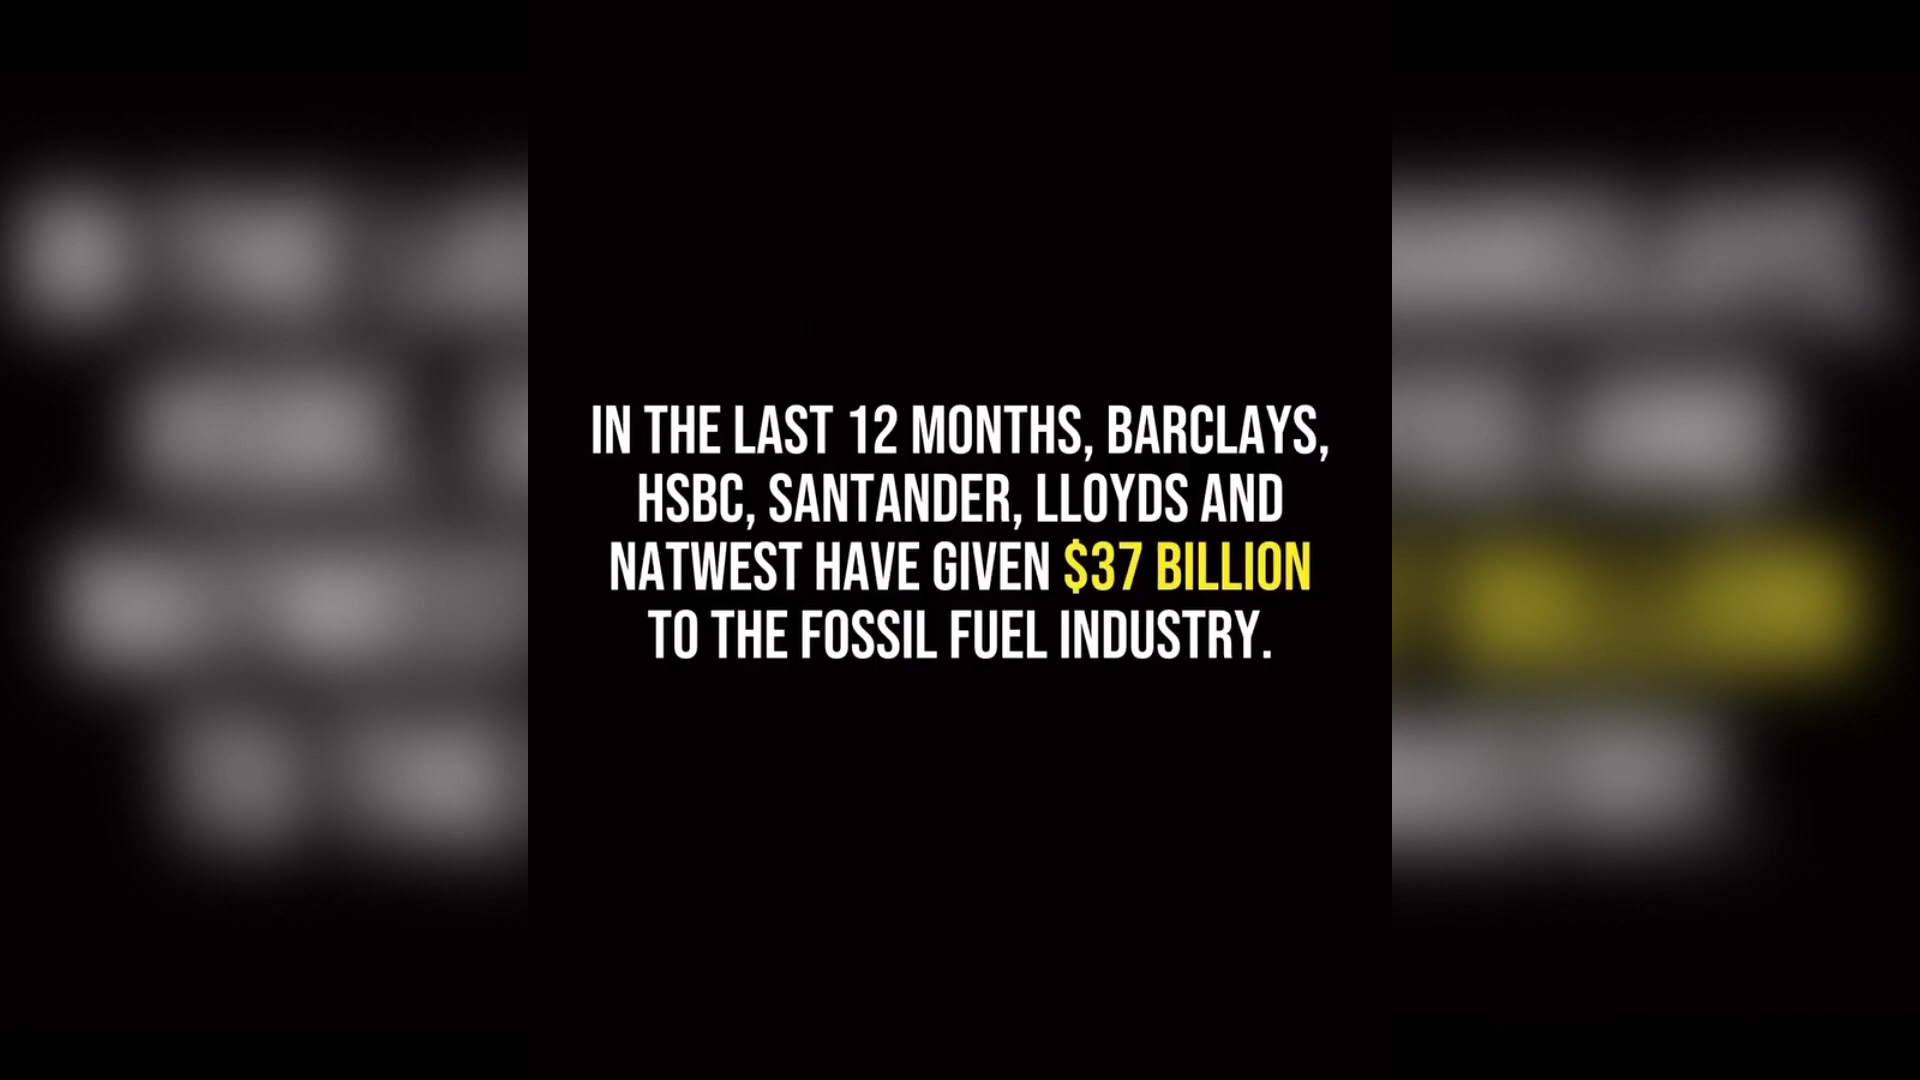 IN THE LAST 12 MONTHS, BARCLAYS,
HSBC, SANTANDER, LLOYDS AND
NATWEST HAVE GIVEN $37 BILLION
TO THE FOSSIL FUEL INDUSTRY.